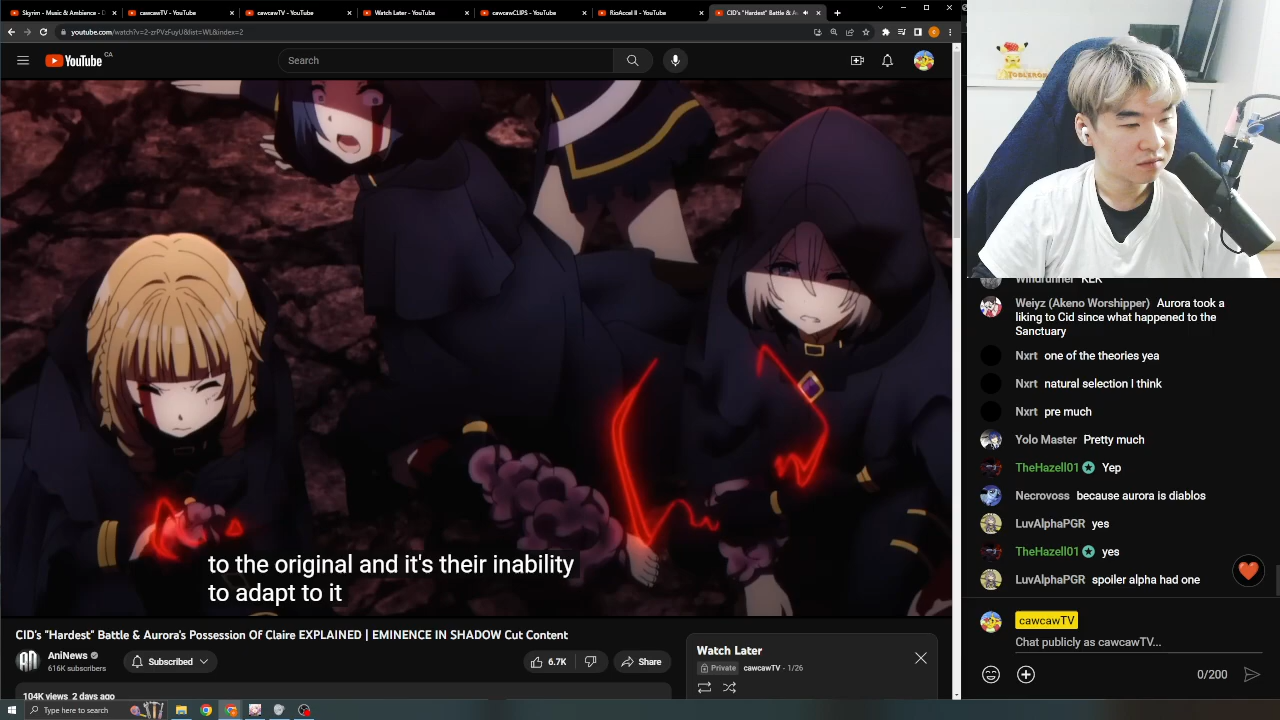 Skyrim - Music & Ambience - D
cawcawTV - YouTube
cawcawTV - YouTube
Watch Later - YouTube
cawcawCLIPS - YouTube
RioAccel II - YouTube
CID's "Hardest" Battle & A
youtube.com/watch?v=2-zrPVzFuyU&list=WL&index=2
YouTube CA
Search
to the original and it's their inability
to adapt to it
CID's "Hardest" Battle & Aurora's Possession Of Claire EXPLAINED | EMINENCE IN SHADOW Cut Content
AniNews
616K subscribers
Subscribed
6.7K
Share
104K views 2 days ago
Watch Later
Private cawcawTV - 1/26
TOBLERON
Windrunner KEK
Weiyz (Akeno Worshipper) Aurora took a
liking to Cid since what happened to the
Sanctuary
Nxrt one of the theories yea
Nxrt natural selection I think
Nxrt pre much
Yolo Master Pretty much
TheHazell01 Yep
Necrovoss because aurora is diablos
LuvAlphaPGR yes
TheHazell01 yes
LuvAlphaPGR spoiler alpha had one
cawcawTV
Chat publicly as cawcawTV...
0/200
Type here to search